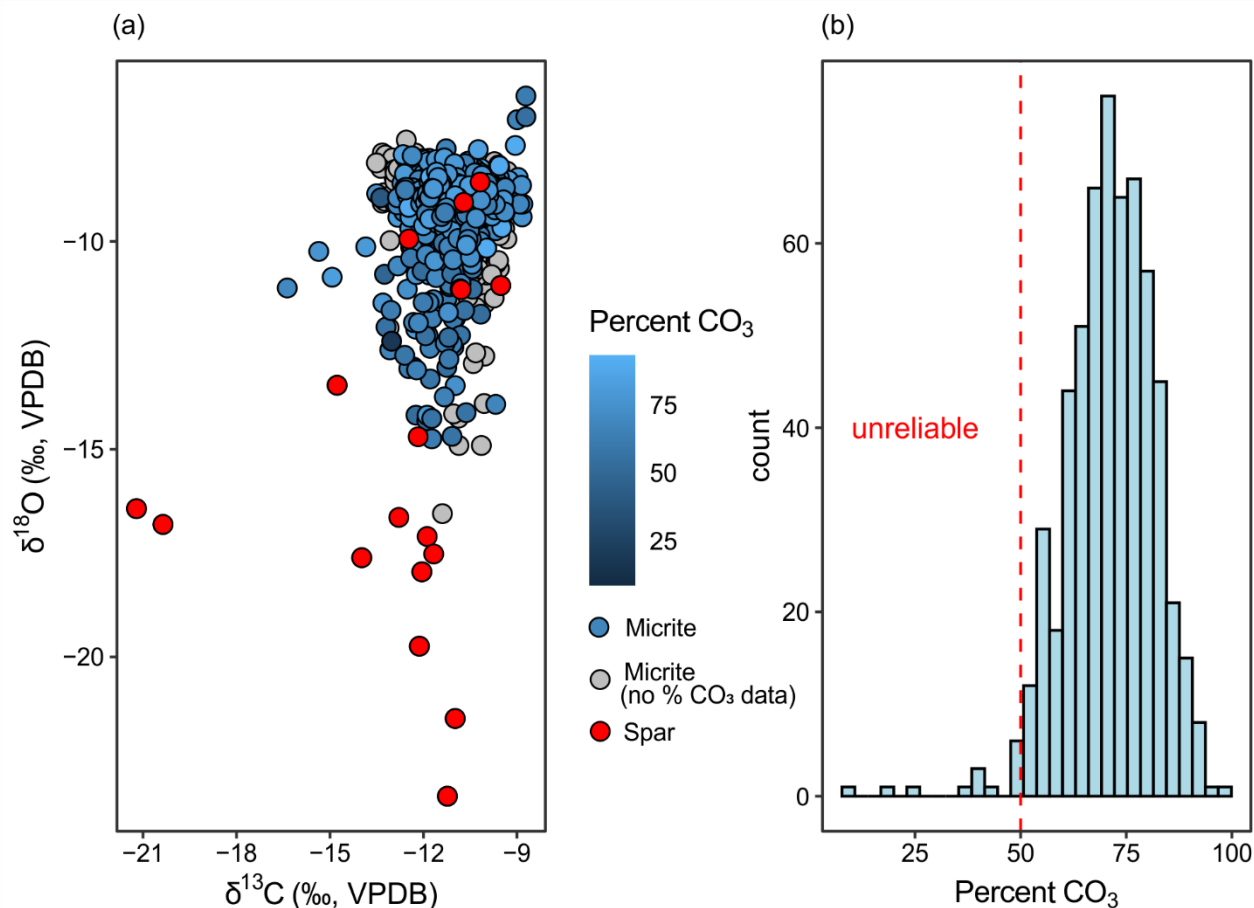 (a)
−10
−15
−20
δ¹⁸O (‰, VPDB)
−21
−18
−15
−12
−9
δ¹³C (‰, VPDB)
Percent CO₃
75
50
25
Micrite
Micrite
(no % CO₃ data)
Spar
(b)
60
40
20
0
count
unreliable
25
50
75
100
Percent CO₃